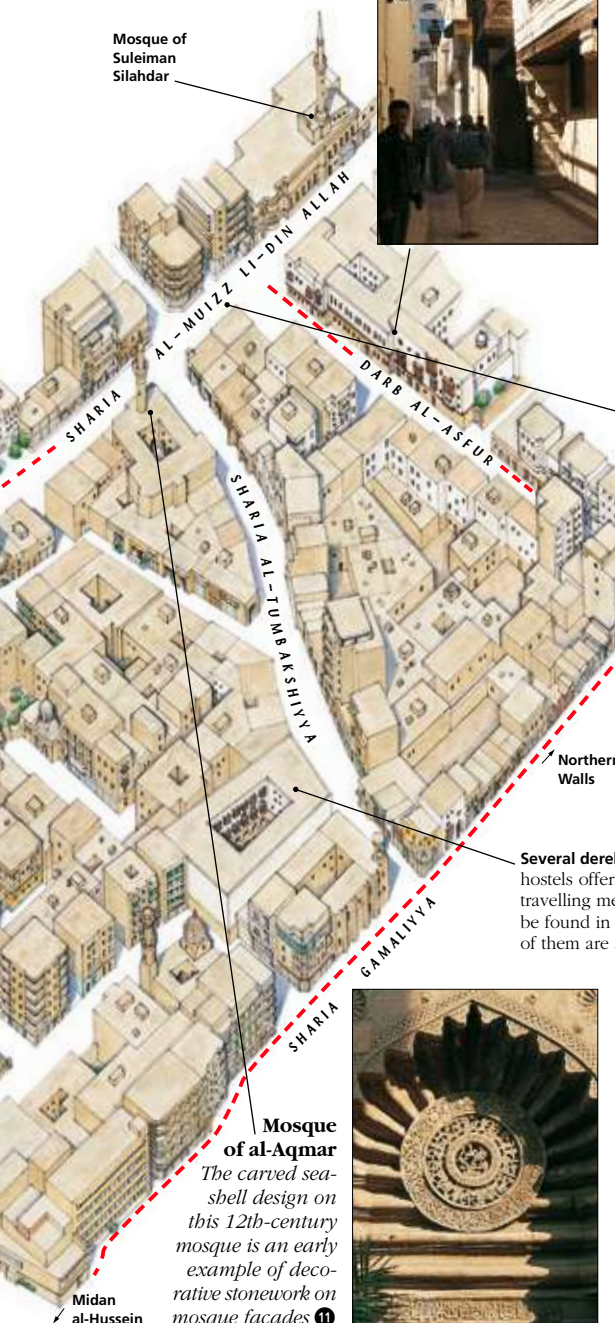 Mosque of
Suleiman
Silahdar
SHARIA AL-MUIZZ LI-DIN ALLAH
DARB AL-ASFUR
SHARIA AL-TUMBAKSHIYYA
Northern
Walls
Several
hostels offer
travelling
be found in
of them are
SHARIA GAMALIYYA
Mosque
of al-Aqmar
The carved sea-
shell design on
this 12th-century
mosque is an early
example of deco-
rative stonework on
mosque façades 11
Midan
al-Hussein